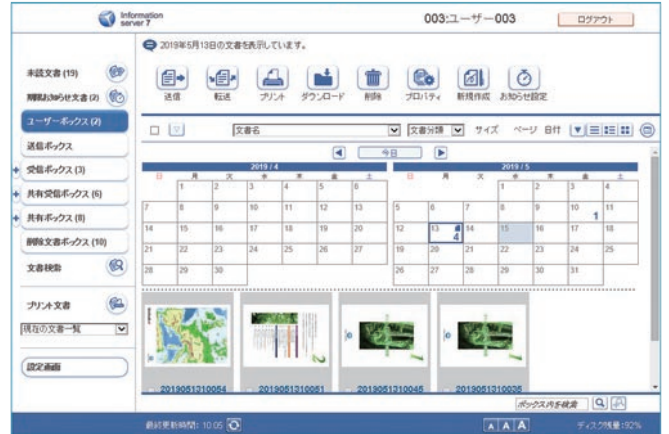 Information
server 7
003:ユーザー003
ログアウト
2019年5月13日の文書を表示しています。
未読文書 (19)
期限お知らせ文書 (2)
ユーザーボックス (2)
送信ボックス
受信ボックス (3)
共有受信ボックス (6)
共有ボックス (8)
削除文書ボックス (10)
文書検索
プリント文書
現在の文書一覧
設定画面
送信 転送 プリント ダウンロード 削除 プロパティ 新規作成 お知らせ設定
文書名 文書分類 サイズ ページ 日付
今日
2019 / 4
日 月 火 水 木 金 土
1 2 3 4 5 6
7 8 9 10 11 12 13
14 15 16 17 18 19 20
21 22 23 24 25 26 27
28 29 30
2019 / 5
日 月 火 水 木 金 土
1 2 3 4
5 6 7 8 9 10 1 11
12 13 4 14 15 16 17 18
19 20 21 22 23 24 25
26 27 28 29 30 31
2019051310054 2019051310051 2019051310045 2019051310035
ボックス内を検索
最終更新時間: 10:05
A A A
ディスク残量:92%